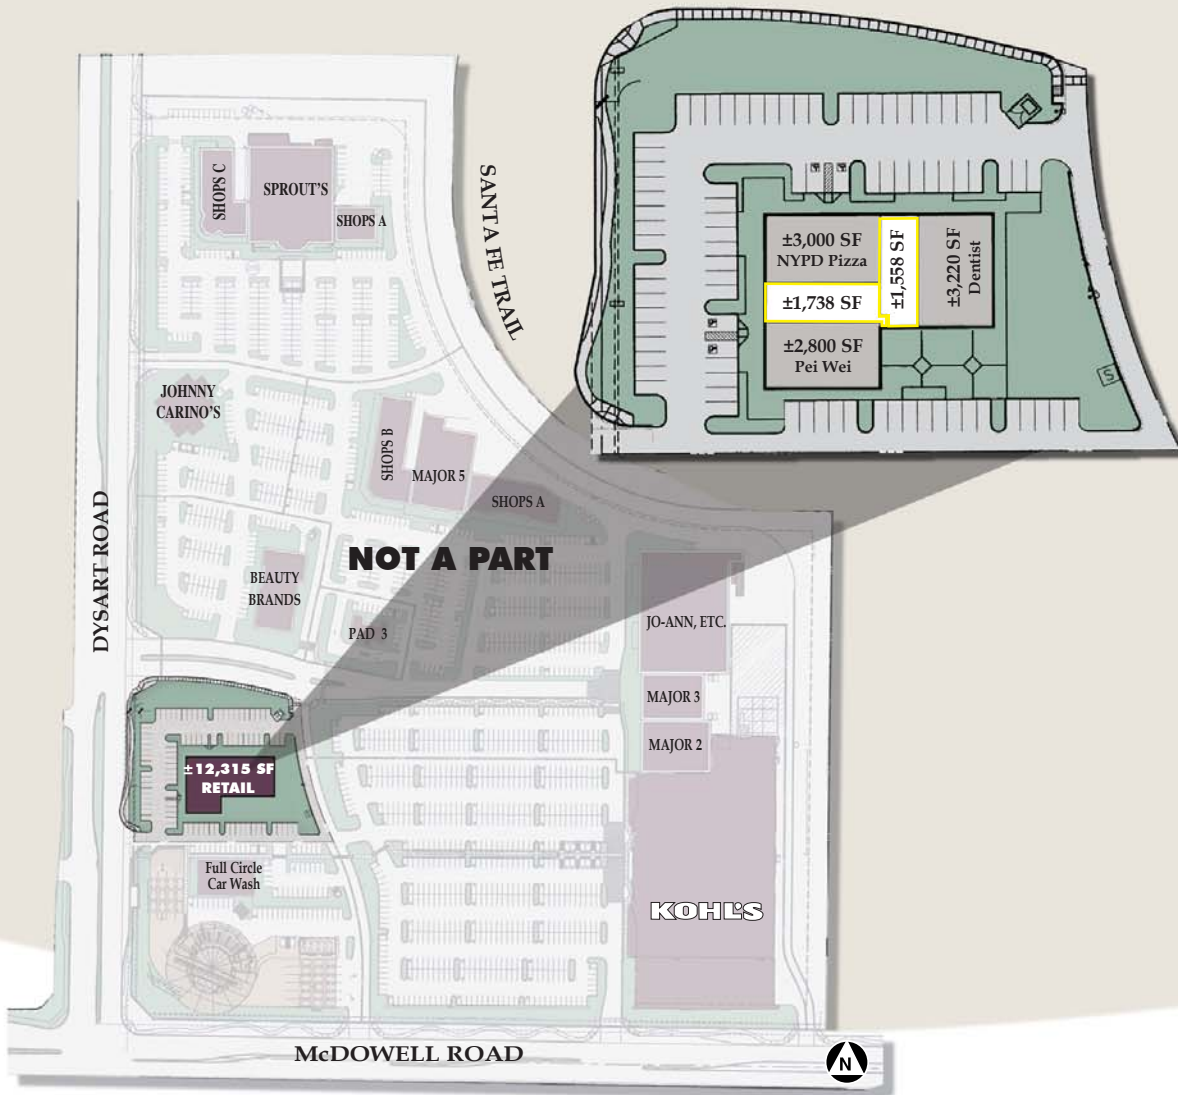 SHOPS C
SPROUT'S
SHOPS A
SANTA FE TRAIL
±3,000 SF
NYPD Pizza
±1,558 SF
±3,220 SF
Dentist
±1,738 SF
±2,800 SF
Pei Wei
S
JOHNNY
CARINO'S
SHOPS B
MAJOR 5
SHOPS A
DYSART ROAD
NOT A PART
BEAUTY
BRANDS
PAD 3
JO-ANN, ETC.
MAJOR 3
MAJOR 2
±12,315 SF
RETAIL
Full Circle
Car Wash
KOHL'S
McDOWELL ROAD
N